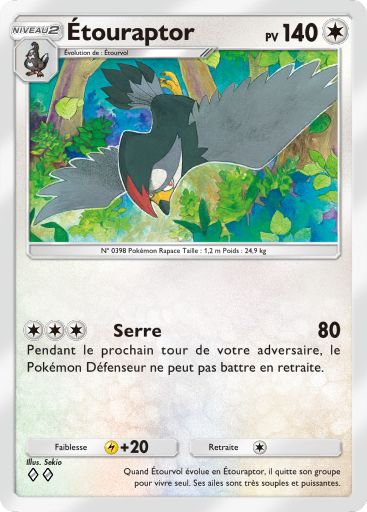 NIVEAU 2 Étouraptor PV 140
Évolution de : Étourvol
N° 0398 Pokémon Rapace Taille : 1,2 m Poids : 24,9 kg
Serre 80
Pendant le prochain tour de votre adversaire, le
Pokémon Défenseur ne peut pas battre en retraite.
Faiblesse +20 Retraite
Illus. Sekio
Quand Étourvol évolue en Étouraptor, il quitte son groupe
pour vivre seul. Ses ailes sont très souples et puissantes.